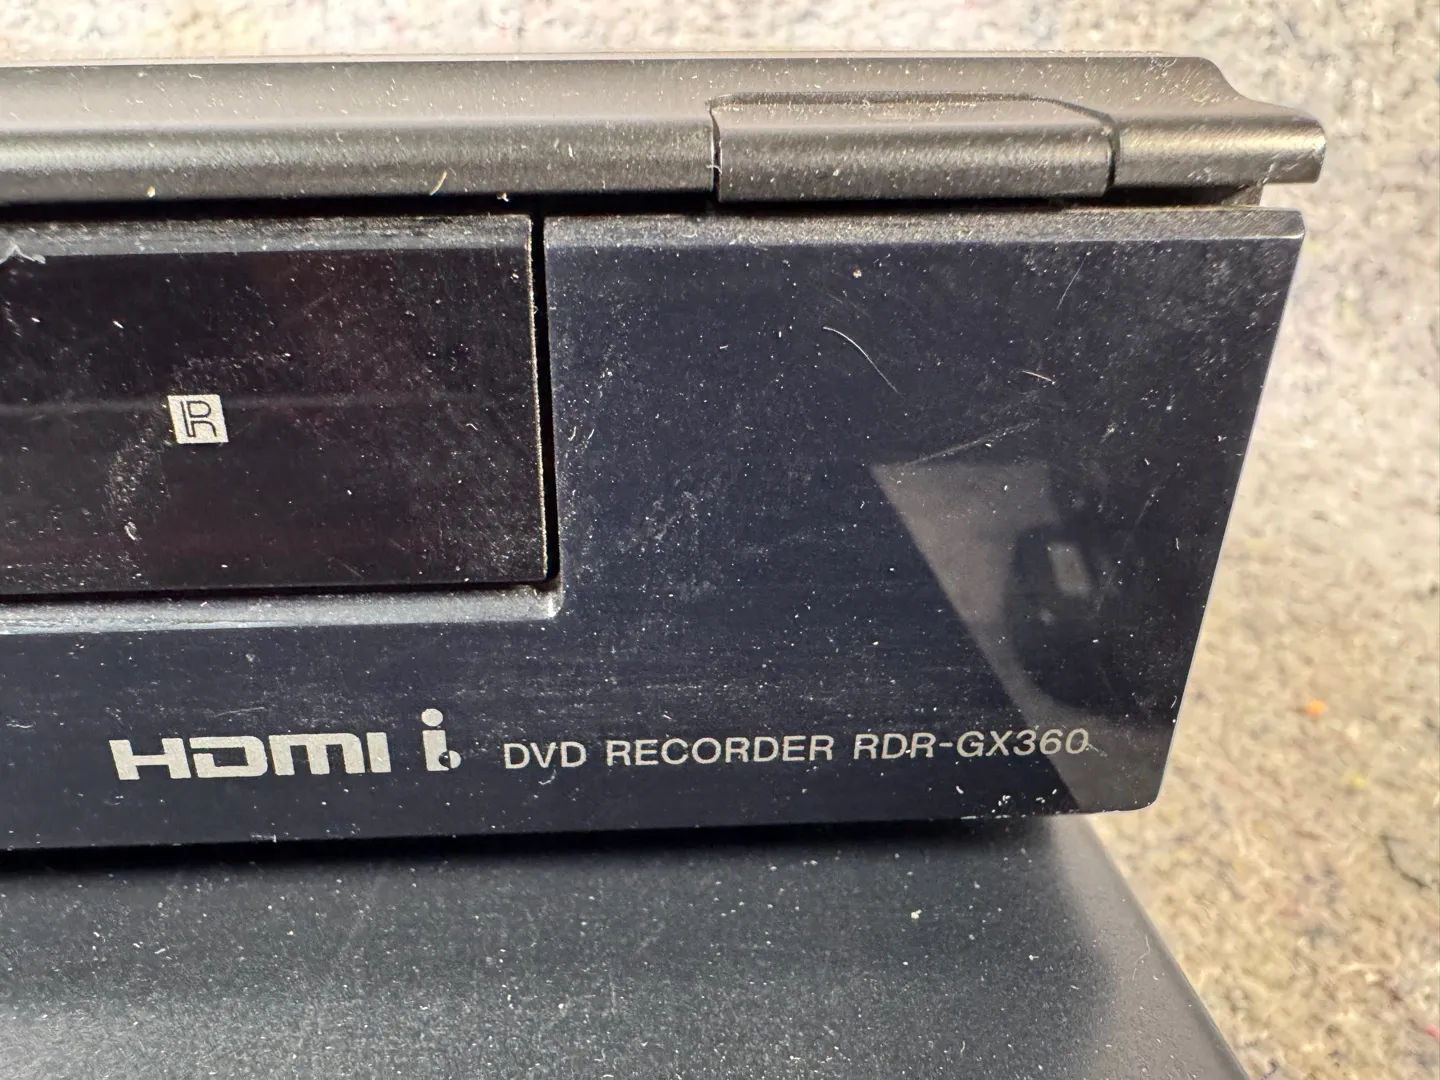 R
HDMI i DVD RECORDER RDR-GX360